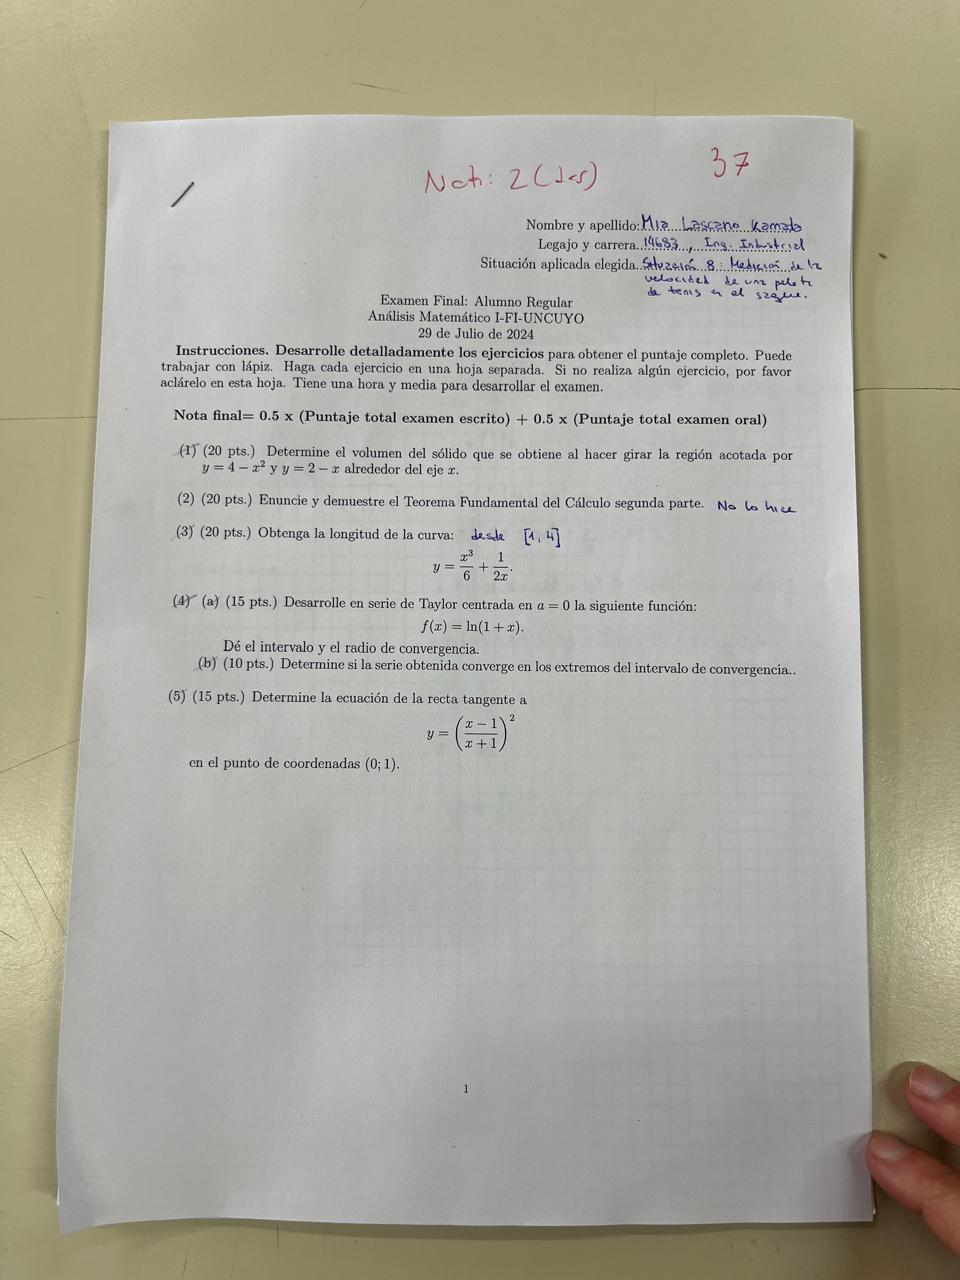 Nota: 2 (dos)
37
Nombre y apellido: Mia Lascano Kamada
Legajo y carrera..14683.., Ing. Industrial
Situación aplicada elegida..Situación 8: Medición de la
velocidad de una pelota
de tenis en el saque.
Examen Final: Alumno Regular
Análisis Matemático I-FI-UNCUYO
29 de Julio de 2024
Instrucciones. Desarrolle detalladamente los ejercicios para obtener el puntaje completo. Puede
trabajar con lápiz. Haga cada ejercicio en una hoja separada. Si no realiza algún ejercicio, por favor
aclárelo en esta hoja. Tiene una hora y media para desarrollar el examen.
Nota final= 0.5 x (Puntaje total examen escrito) + 0.5 x (Puntaje total examen oral)
(1) (20 pts.) Determine el volumen del sólido que se obtiene al hacer girar la región acotada por
y = 4 − x² y y = 2 − x alrededor del eje x.
(2) (20 pts.) Enuncie y demuestre el Teorema Fundamental del Cálculo segunda parte. No lo hice
(3) (20 pts.) Obtenga la longitud de la curva: desde [1,4]
y = x³/6 + 1/2x.
(4) (a) (15 pts.) Desarrolle en serie de Taylor centrada en a = 0 la siguiente función:
f(x) = ln(1 + x).
Dé el intervalo y el radio de convergencia.
(b) (10 pts.) Determine si la serie obtenida converge en los extremos del intervalo de convergencia..
(5) (15 pts.) Determine la ecuación de la recta tangente a
y = ((x − 1)/(x + 1))²
en el punto de coordenadas (0; 1).
1